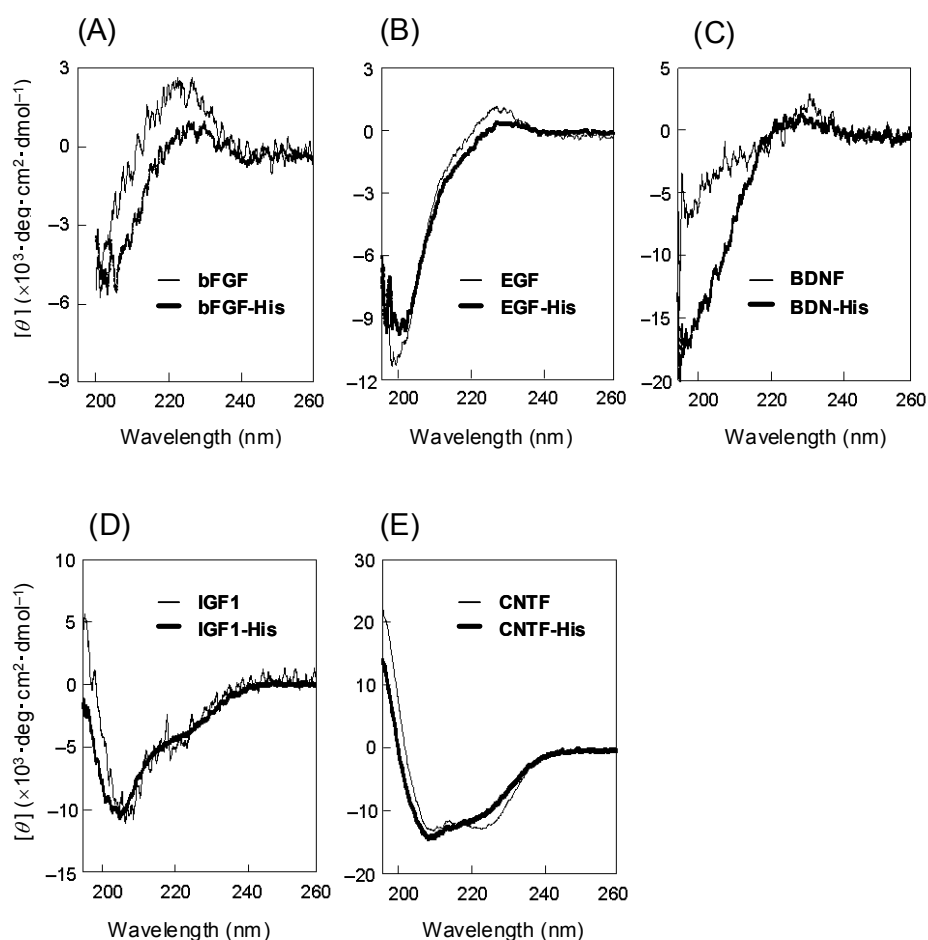 (A)
3
0
–3
–6
–9
200 220 240 260
Wavelength (nm)
[θ] (×10³·deq·cm²·dmol⁻¹)
bFGF
bFGF-His
(B)
3
0
–3
–6
–9
–12
200 220 240 260
Wavelength (nm)
EGF
EGF-His
(C)
5
0
–5
–10
–15
–20
200 220 240 260
Wavelength (nm)
BDNF
BDN-His
(D)
10
5
0
–5
–10
–15
200 220 240 260
Wavelength (nm)
[θ] (×10³·deg·cm²·dmol⁻¹)
IGF1
IGF1-His
(E)
30
20
10
0
–10
–20
200 220 240 260
Wavelength (nm)
CNTF
CNTF-His